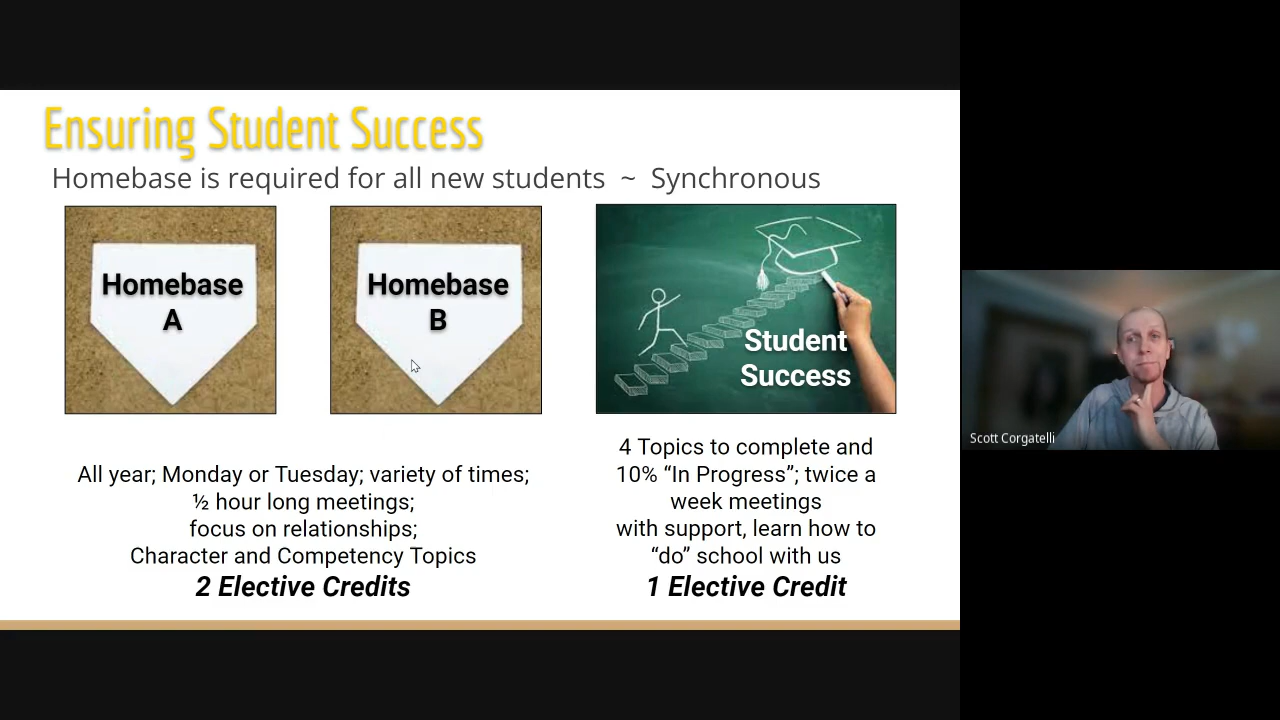 Ensuring Student Success
Homebase is required for all new students ~ Synchronous
Homebase
A
Homebase
B
Student
Success
All year; Monday or Tuesday; variety of times;
½ hour long meetings;
focus on relationships;
Character and Competency Topics
2 Elective Credits
4 Topics to complete and
10% “In Progress”; twice a
week meetings
with support, learn how to
“do” school with us
1 Elective Credit
Scott Corgatelli